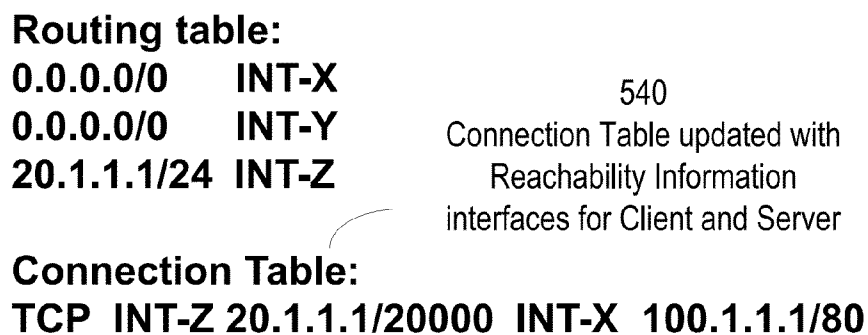 Routing table:
0.0.0.0/0 INT-X
0.0.0.0/0 INT-Y
20.1.1.1/24 INT-Z
540
Connection Table updated with
Reachability Information
interfaces for Client and Server
Connection Table:
TCP INT-Z 20.1.1.1/20000 INT-X 100.1.1.1/80